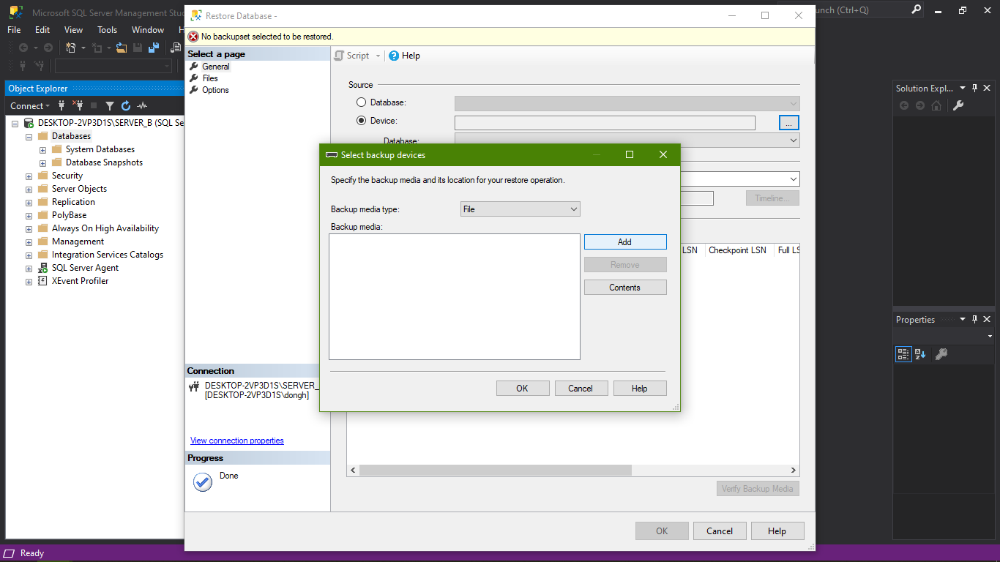 Microsoft SQL Server Management Stu
unch (Ctrl+Q)
File Edit View Tools Window H
Object Explorer
Connect
DESKTOP-2VP3D1S\SERVER_B (SQL Se
Databases
System Databases
Database Snapshots
Security
Server Objects
Replication
PolyBase
Always On High Availability
Management
Integration Services Catalogs
SQL Server Agent
XEvent Profiler
Restore Database -
No backupset selected to be restored.
Select a page
General
Files
Options
Script Help
Source
Database:
Device:
...
Database:
Timeline...
LSN Checkpoint LSN Full LS
Select backup devices
Specify the backup media and its location for your restore operation.
Backup media type: File
Backup media:
Add
Remove
Contents
OK Cancel Help
Connection
DESKTOP-2VP3D1S\SERVER_
[DESKTOP-2VP3D1S\dongh]
View connection properties
Progress
Done
Verify Backup Media
OK Cancel Help
Solution Expl...
Properties
Ready